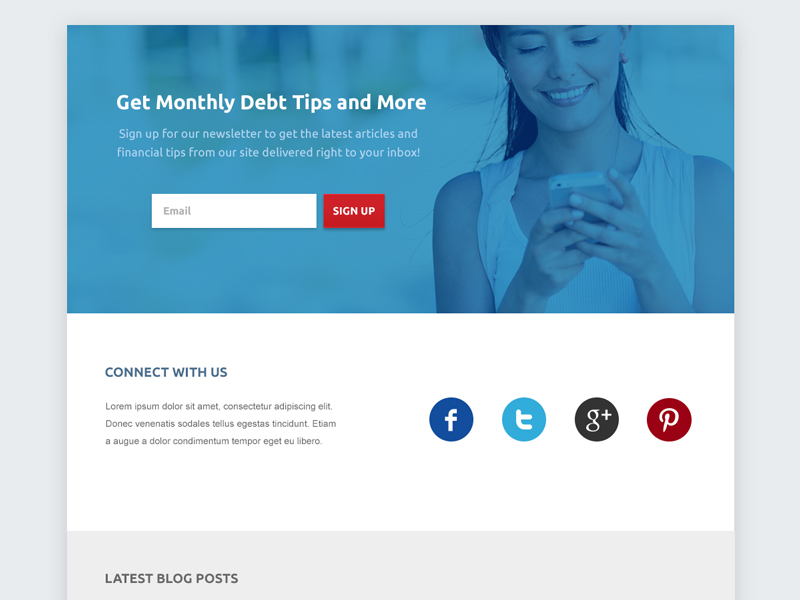 Get Monthly Debt Tips and More
Sign up for our newsletter to get the latest articles and
financial tips from our site delivered right to your inbox!
Email
SIGN UP
CONNECT WITH US
Lorem ipsum dolor sit amet, consectetur adipiscing elit.
Donec venenatis sodales tellus egestas tincidunt. Etiam
a augue a dolor condimentum tempor eget eu libero.
f
t
g+
p
LATEST BLOG POSTS